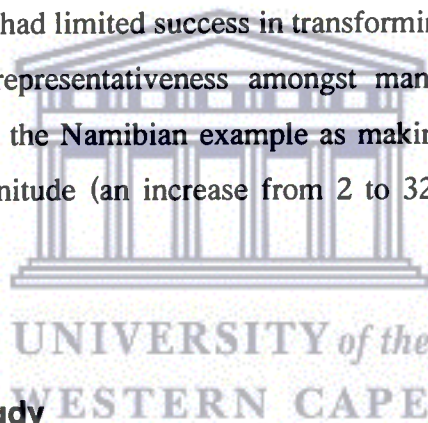 had limited success in transformin
representativeness amongst man
the Namibian example as makin
nitude (an increase from 2 to 32
UNIVERSITY of the
WESTERN CAPE
ady